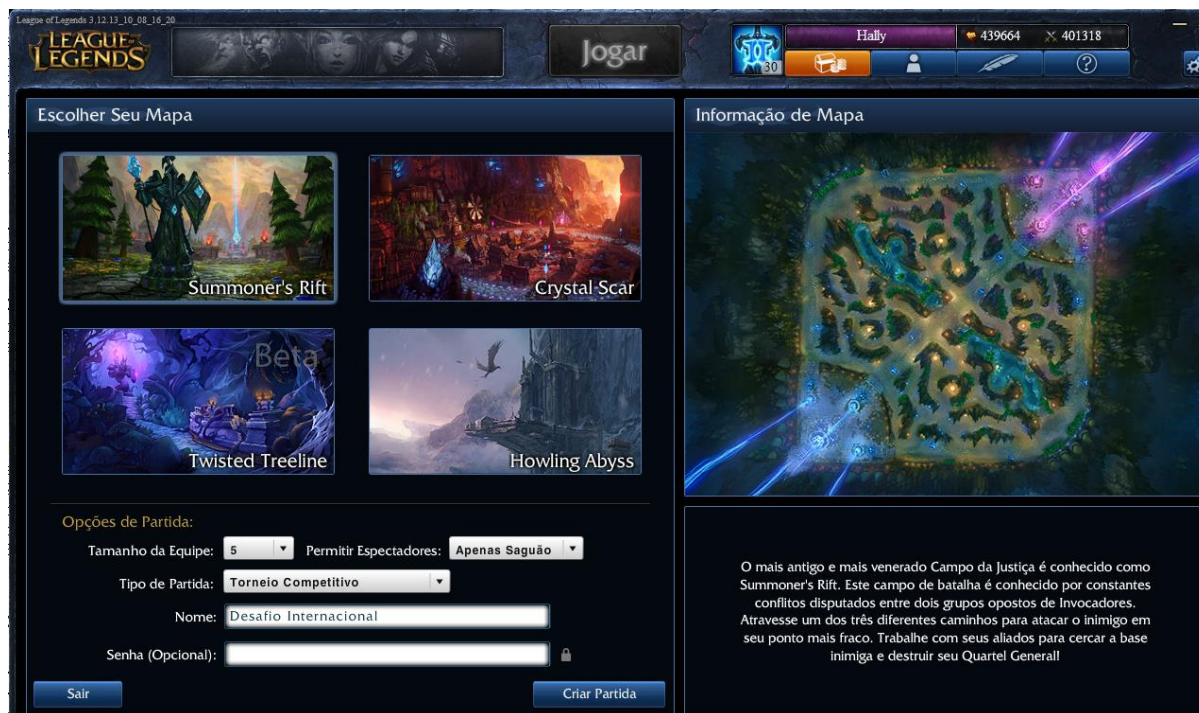 League of Legends 3.12.13_10_08_16_20
LEAGUE OF LEGENDS
Jogar
30
Hally
439664
401318
?
Escolher Seu Mapa
Informação de Mapa
Summoner's Rift
Crystal Scar
Beta
Twisted Treeline
Howling Abyss
Opções de Partida:
Tamanho da Equipe: 5 Permitir Espectadores: Apenas Saguão
Tipo de Partida: Torneio Competitivo
Nome: Desafio Internacional
Senha (Opcional):
Sair
Criar Partida
O mais antigo e mais venerado Campo da Justiça é conhecido como
Summoner's Rift. Este campo de batalha é conhecido por constantes
conflitos disputados entre dois grupos opostos de Invocadores.
Atravesse um dos três diferentes caminhos para atacar o inimigo em
seu ponto mais fraco. Trabalhe com seus aliados para cercar a base
inimiga e destruir seu Quartel General!